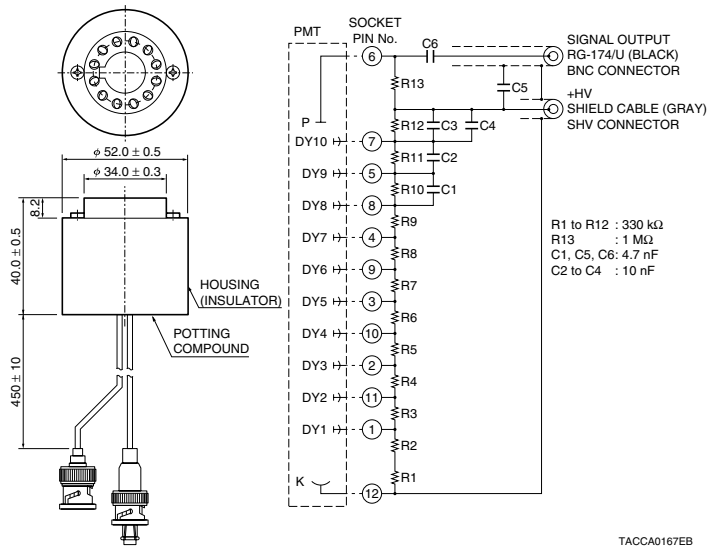 φ 52.0 ± 0.5
φ 34.0 ± 0.3
8.2
40.0 ± 0.5
450 ± 10
HOUSING
(INSULATOR)
POTTING
COMPOUND
PMT
SOCKET
PIN No.
P
DY10
DY9
DY8
DY7
DY6
DY5
DY4
DY3
DY2
DY1
K
6
7
5
8
4
9
3
10
2
11
1
12
C6
R13
C5
R12
C3
C4
R11
C2
R10
C1
R9
R8
R7
R6
R5
R4
R3
R2
R1
SIGNAL OUTPUT
RG-174/U (BLACK)
BNC CONNECTOR
+HV
SHIELD CABLE (GRAY)
SHV CONNECTOR
R1 to R12 : 330 kΩ
R13 : 1 MΩ
C1, C5, C6: 4.7 nF
C2 to C4 : 10 nF
TACCA0167EB